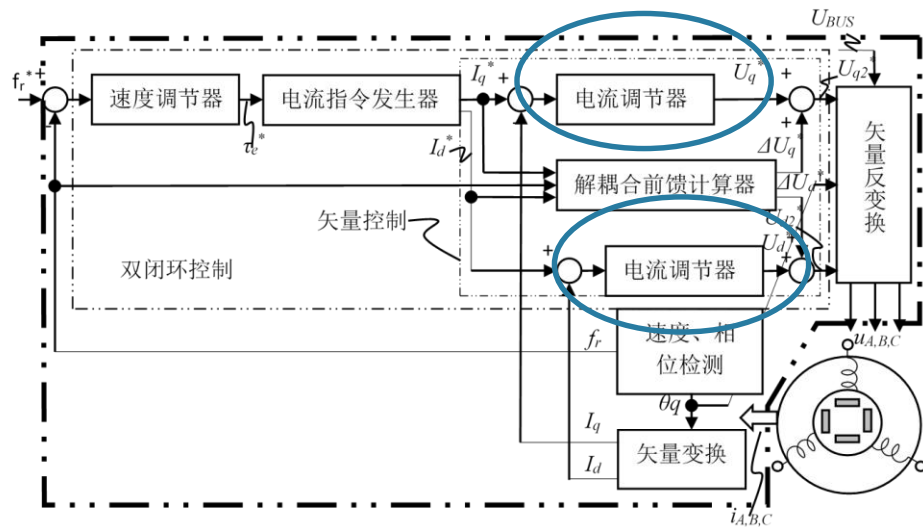 U_BUS
f_r*
+
-
速度调节器
τ_e*
电流指令发生器
I_q*
+
-
电流调节器
U_q*
+
+
U_q2*
I_d*
ΔU_q*
解耦合前馈计算器
ΔU_d*
矢量反变换
矢量控制
双闭环控制
+
-
电流调节器
U_d*
+
速度、相
位检测
f_r
u_A,B,C
θq
I_q
I_d
矢量变换
i_A,B,C